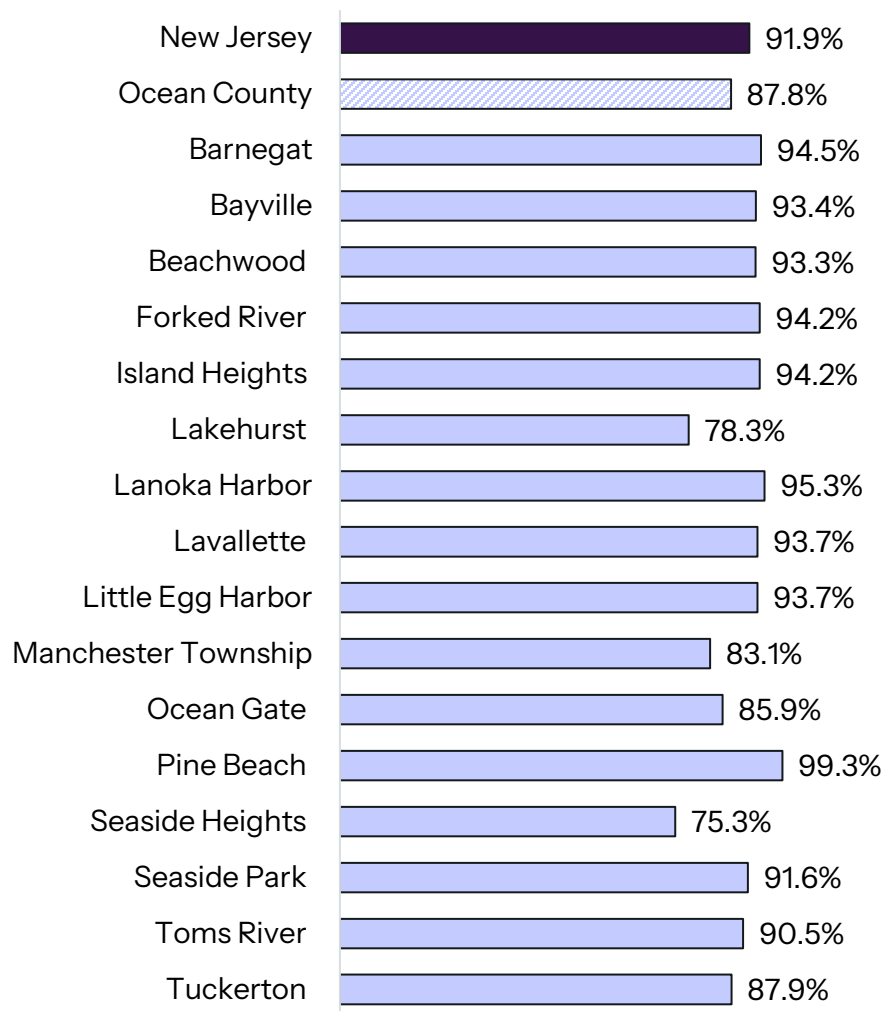 New Jersey 91.9%
Ocean County 87.8%
Barnegat 94.5%
Bayville 93.4%
Beachwood 93.3%
Forked River 94.2%
Island Heights 94.2%
Lakehurst 78.3%
Lanoka Harbor 95.3%
Lavallette 93.7%
Little Egg Harbor 93.7%
Manchester Township 83.1%
Ocean Gate 85.9%
Pine Beach 99.3%
Seaside Heights 75.3%
Seaside Park 91.6%
Toms River 90.5%
Tuckerton 87.9%